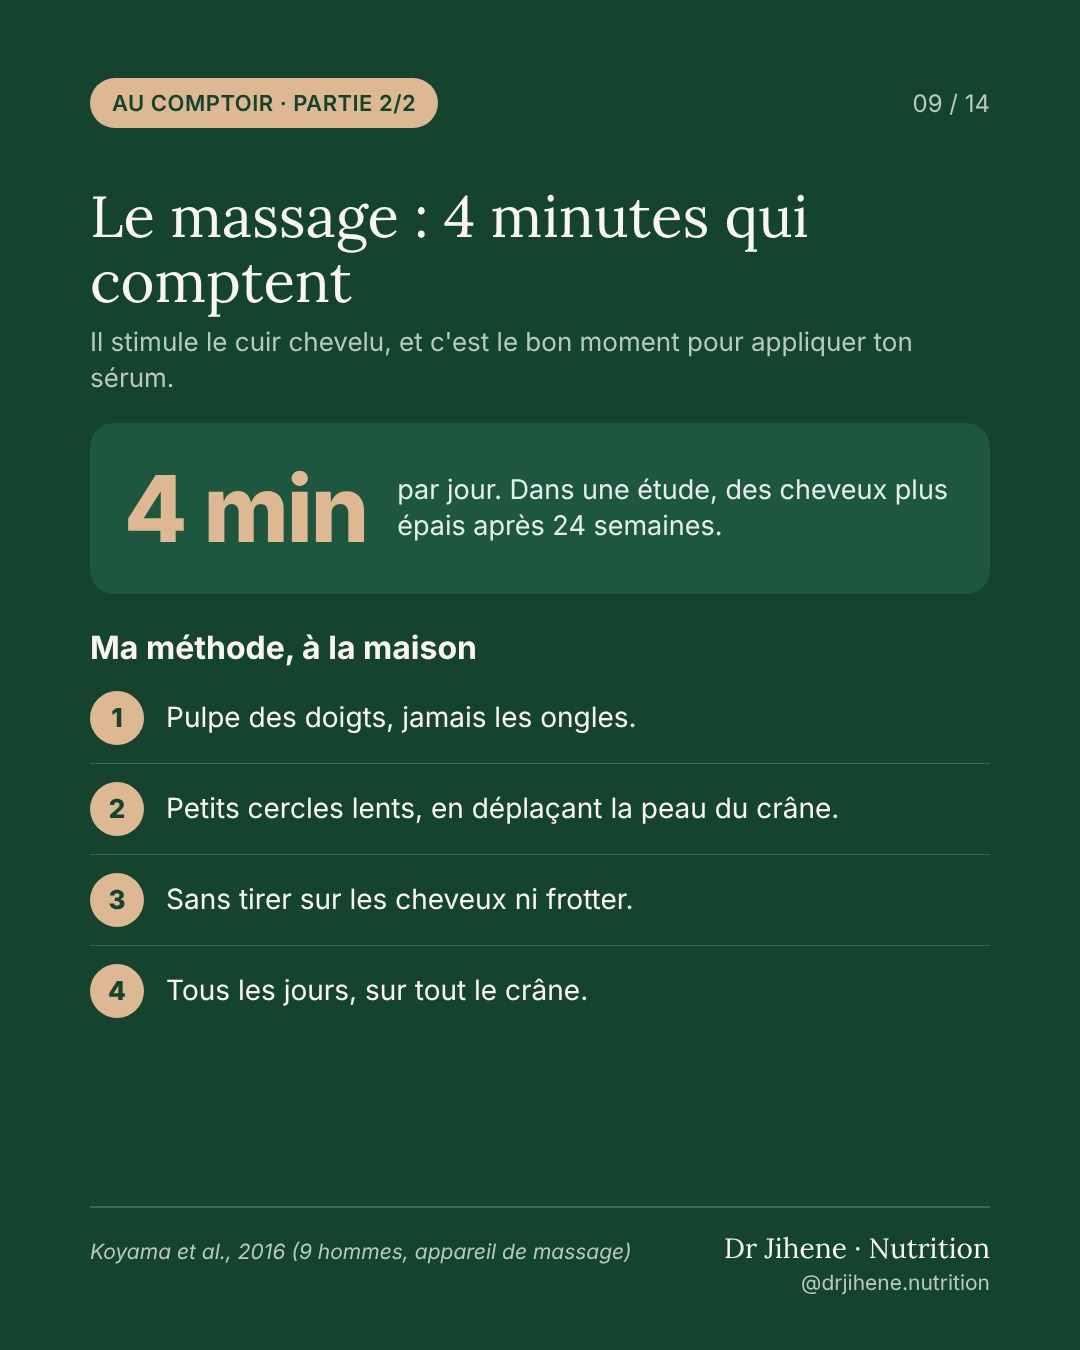 AU COMPTOIR · PARTIE 2/2
09 / 14
Le massage : 4 minutes qui
comptent
Il stimule le cuir chevelu, et c'est le bon moment pour appliquer ton
sérum.
4 min
par jour. Dans une étude, des cheveux plus
épais après 24 semaines.
Ma méthode, à la maison
1 Pulpe des doigts, jamais les ongles.
2 Petits cercles lents, en déplaçant la peau du crâne.
3 Sans tirer sur les cheveux ni frotter.
4 Tous les jours, sur tout le crâne.
Koyama et al., 2016 (9 hommes, appareil de massage)
Dr Jihene · Nutrition
@drjihene.nutrition